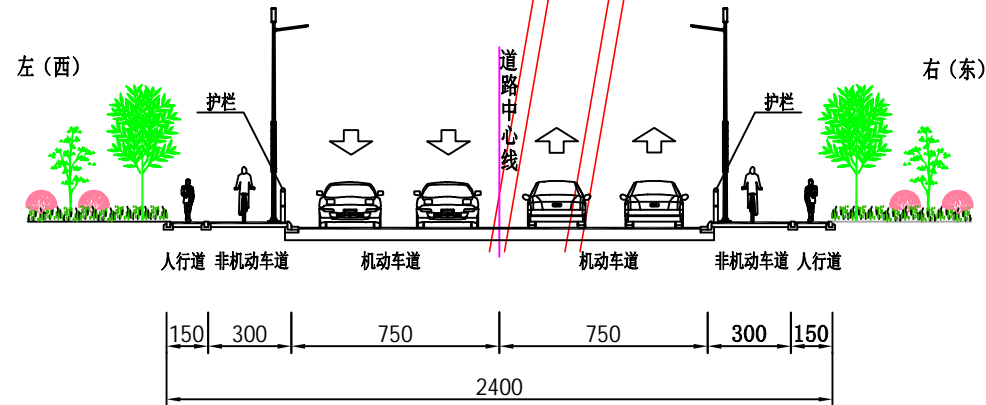 左（西）
道路中心线
右（东）
护栏
护栏
人行道
非机动车道
机动车道
机动车道
非机动车道
人行道
150
300
750
750
300
150
2400